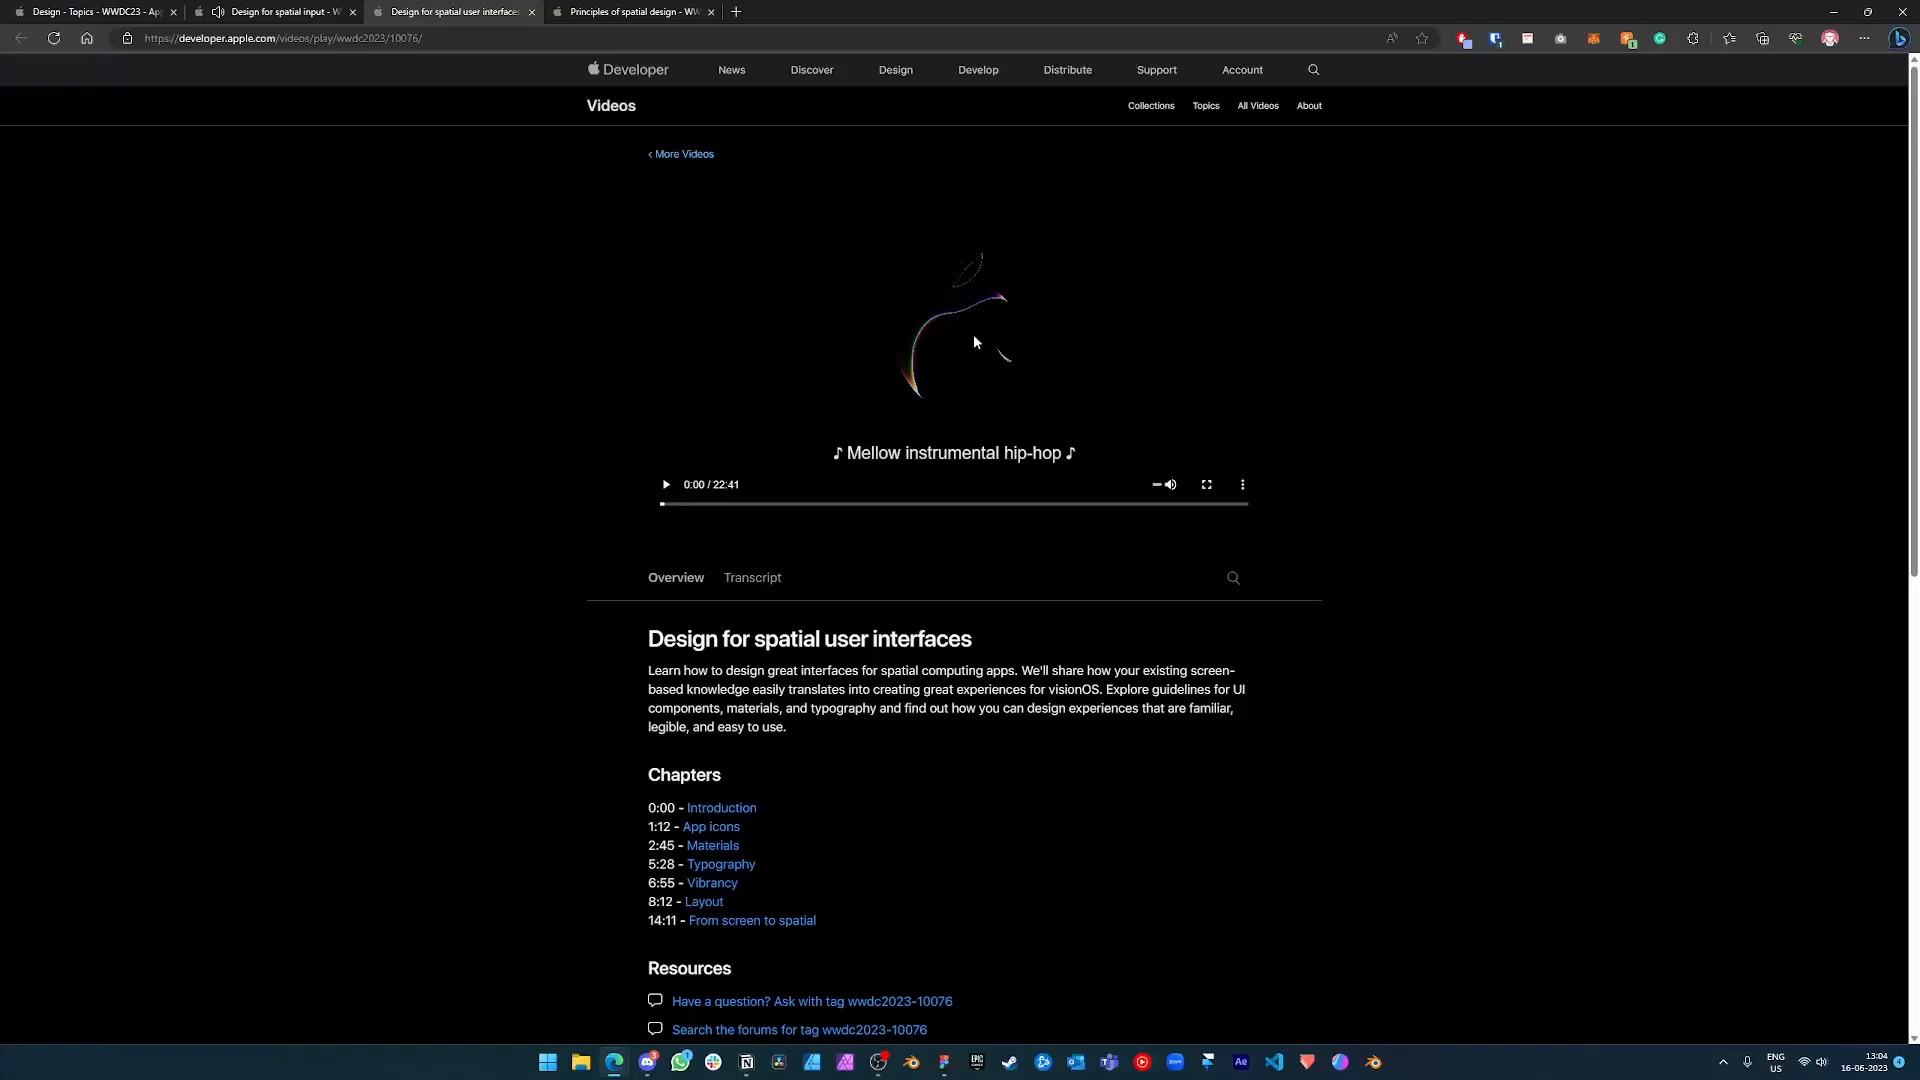 Design - Topics - WWDC23 - Ap
Design for spatial input - W
Design for spatial user interfaces
Principles of spatial design - WW
https://developer.apple.com/videos/play/wwdc2023/10076/
Developer
News
Discover
Design
Develop
Distribute
Support
Account
Videos
Collections
Topics
All Videos
About
‹ More Videos
♪ Mellow instrumental hip-hop ♪
0:00 / 22:41
Overview
Transcript
Design for spatial user interfaces
Learn how to design great interfaces for spatial computing apps. We'll share how your existing screen-
based knowledge easily translates into creating great experiences for visionOS. Explore guidelines for UI
components, materials, and typography and find out how you can design experiences that are familiar,
legible, and easy to use.
Chapters
0:00 - Introduction
1:12 - App icons
2:45 - Materials
5:28 - Typography
6:55 - Vibrancy
8:12 - Layout
14:11 - From screen to spatial
Resources
Have a question? Ask with tag wwdc2023-10076
Search the forums for tag wwdc2023-10076
ENG
US
13:04
16-06-2023